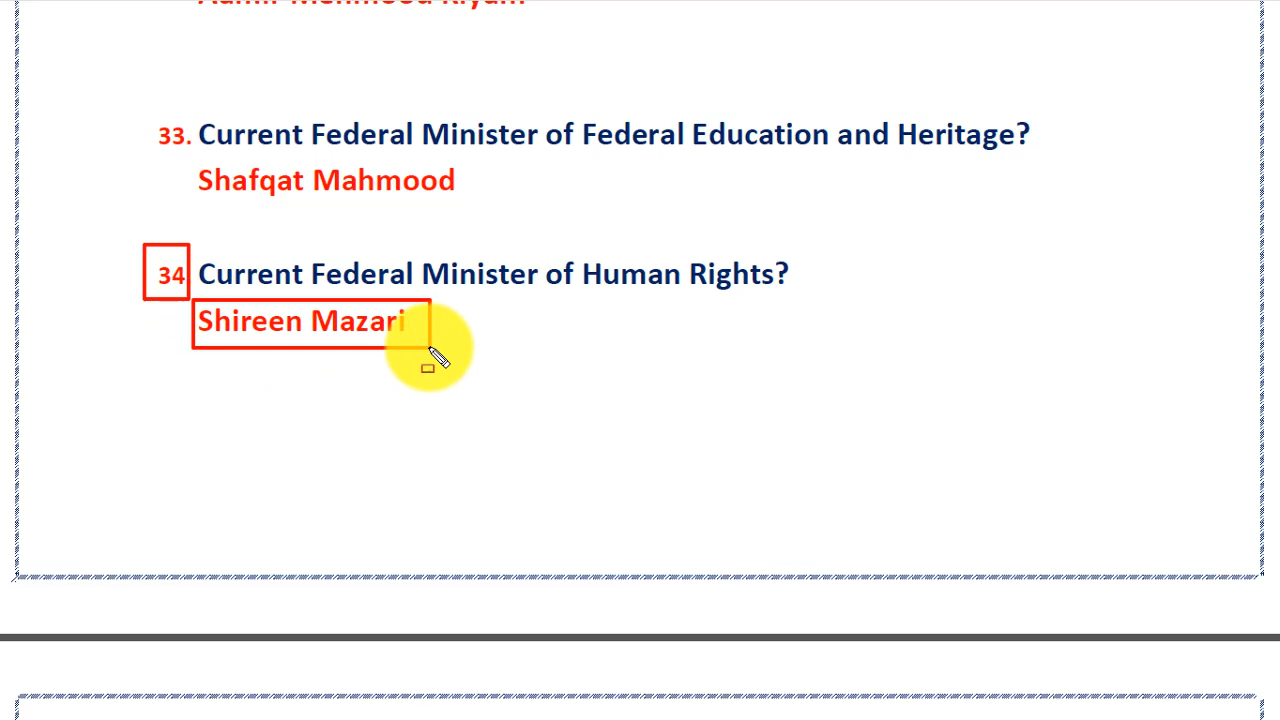 33. Current Federal Minister of Federal Education and Heritage?
Shafqat Mahmood
34. Current Federal Minister of Human Rights?
Shireen Mazari